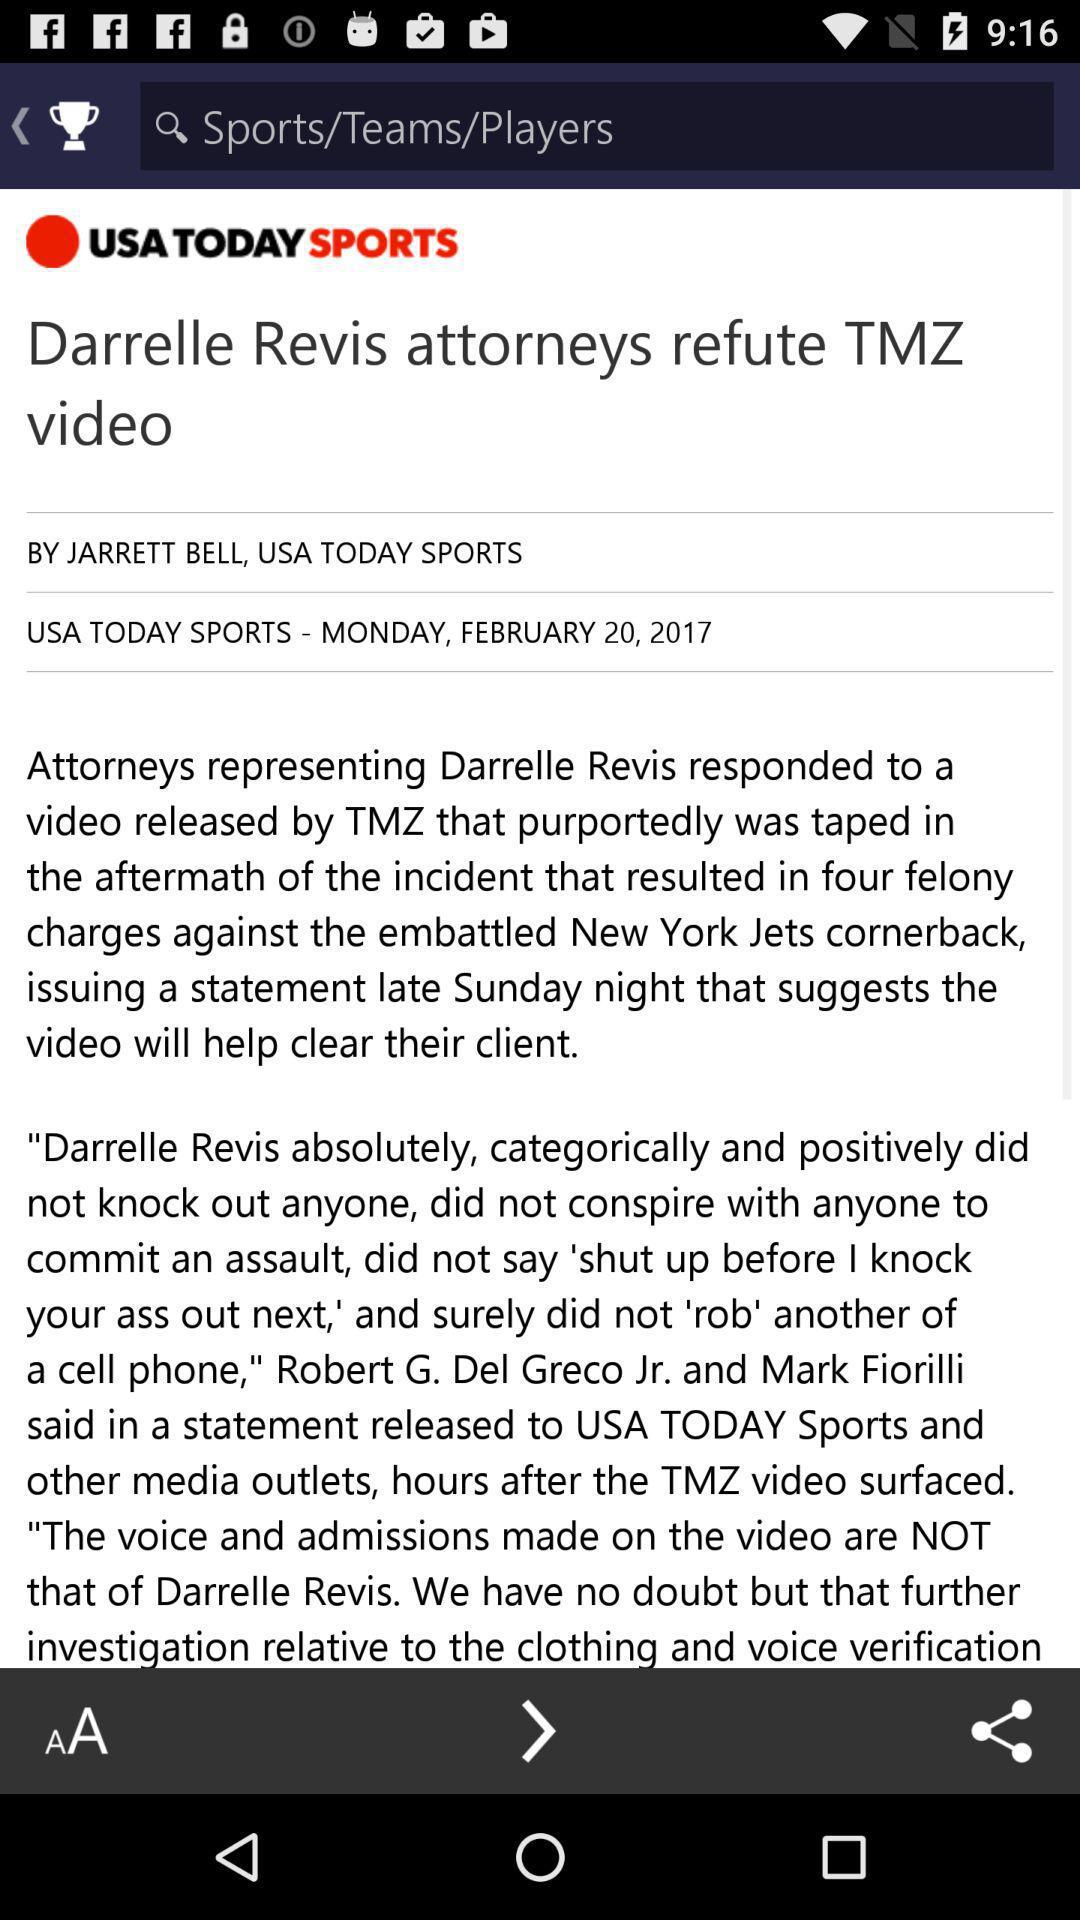 9:16
Sports/Teams/Players
USA TODAY SPORTS
Darrelle Revis attorneys refute TMZ
video
BY JARRETT BELL, USA TODAY SPORTS
USA TODAY SPORTS - MONDAY, FEBRUARY 20, 2017
Attorneys representing Darrelle Revis responded to a
video released by TMZ that purportedly was taped in
the aftermath of the incident that resulted in four felony
charges against the embattled New York Jets cornerback,
issuing a statement late Sunday night that suggests the
video will help clear their client.
"Darrelle Revis absolutely, categorically and positively did
not knock out anyone, did not conspire with anyone to
commit an assault, did not say 'shut up before I knock
your ass out next,' and surely did not 'rob' another of
a cell phone," Robert G. Del Greco Jr. and Mark Fiorilli
said in a statement released to USA TODAY Sports and
other media outlets, hours after the TMZ video surfaced.
"The voice and admissions made on the video are NOT
that of Darrelle Revis. We have no doubt but that further
investigation relative to the clothing and voice verification
AA